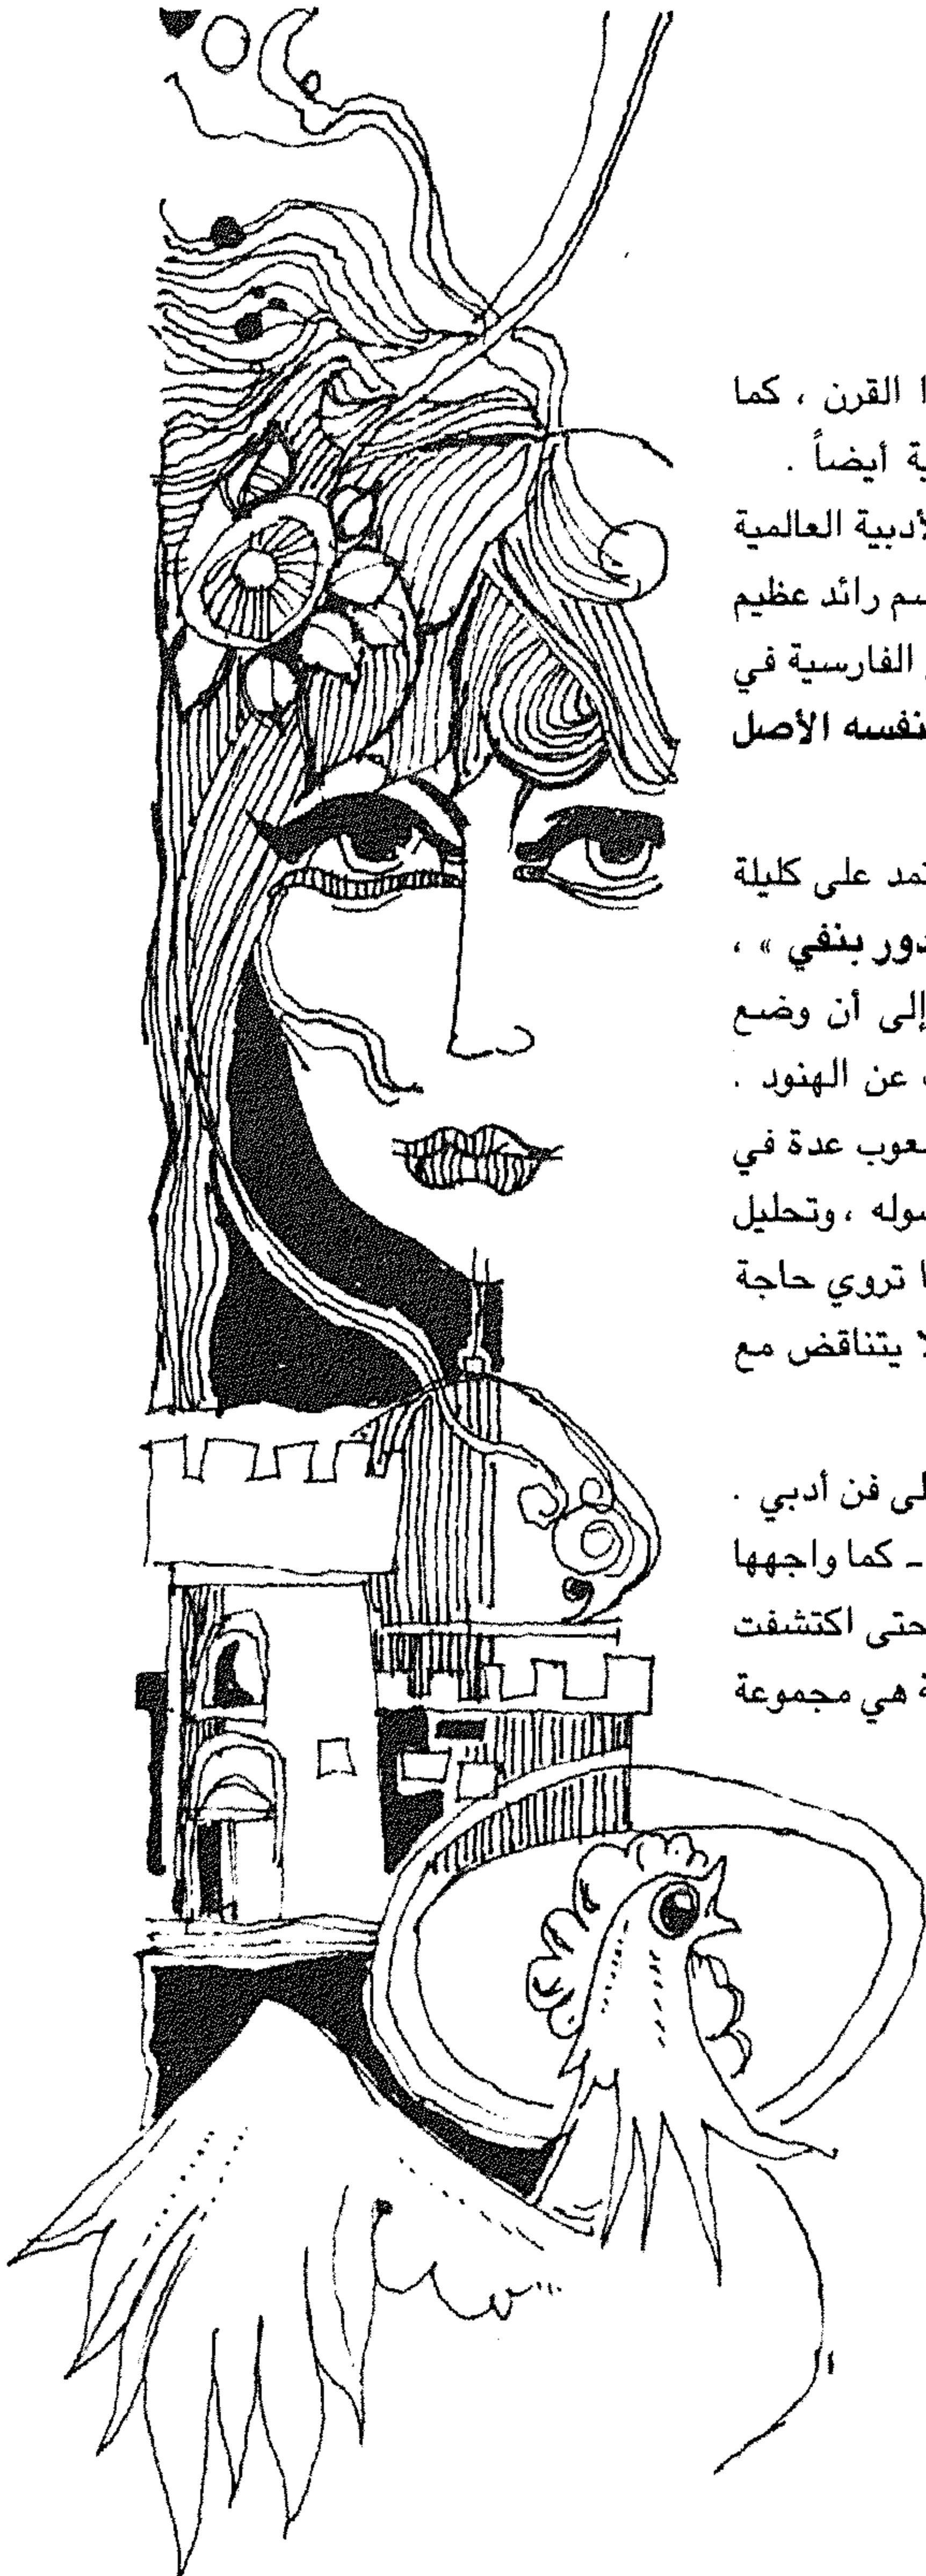 ا القرن ، كما
ية أيضاً .
لأدبية العالمية
سم رائد عظيم
الفارسية في
نفسه الأصل
تمد على كليلة
دور بنفي » ،
إلى أن وضع
عن الهنود .
عوب عدة في
سوله ، وتحليل
ا تروي حاجة
لا يتناقض مع
لى فن أدبي .
ـ كما واجهها
حتى اكتشفت
ة هي مجموعة